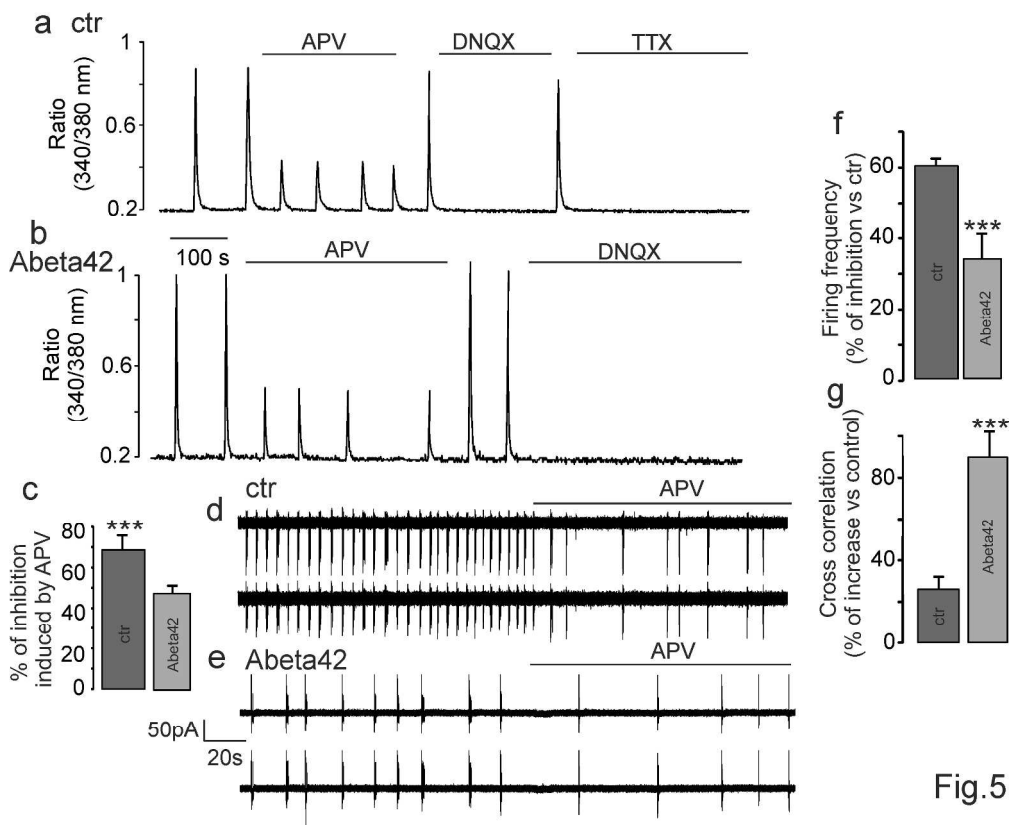 a ctr
APV
DNQX
TTX
1
0.6
0.2
Ratio
(340/380 nm)
b
Abeta42
100 s
APV
DNQX
1
0.6
0.2
Ratio
(340/380 nm)
c
% of inhibition
induced by APV
80
60
40
20
0
***
ctr
Abeta42
d
ctr
APV
e
Abeta42
APV
50pA
20s
f
Firing frequency
(% of inhibition vs ctr)
60
40
20
0
***
ctr
Abe:a42
g
Cross correlation
(% of increase vs control)
80
40
0
***
ctr
Abeta42
Fig.5